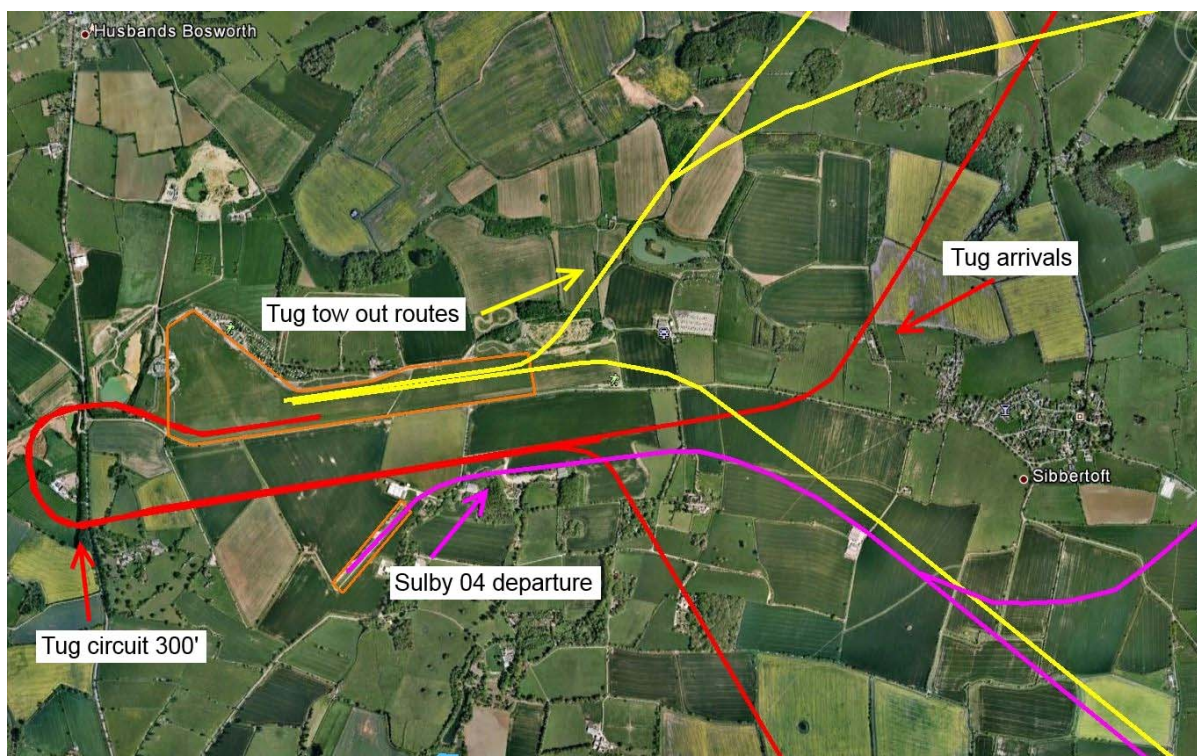 Husbands Bosworth
Tug arrivals
Tug tow out routes
Sibbertoft
Sulby 04 departure
Tug circuit 300'